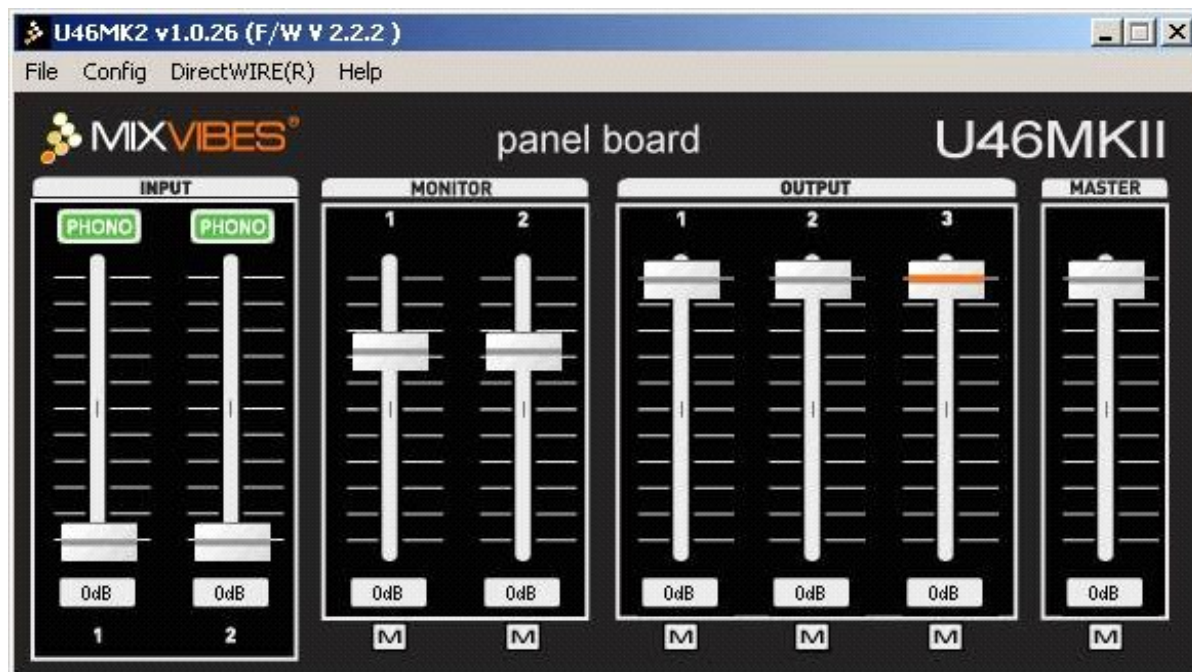 U46MK2 v1.0.26 (F/W V 2.2.2 )
File Config DirectWIRE(R) Help
MIXVIBES® panel board U46MKII
INPUT MONITOR OUTPUT MASTER
PHONO PHONO 1 2 1 2 3
0dB 0dB 0dB 0dB 0dB 0dB 0dB 0dB
1 2 M M M M M M